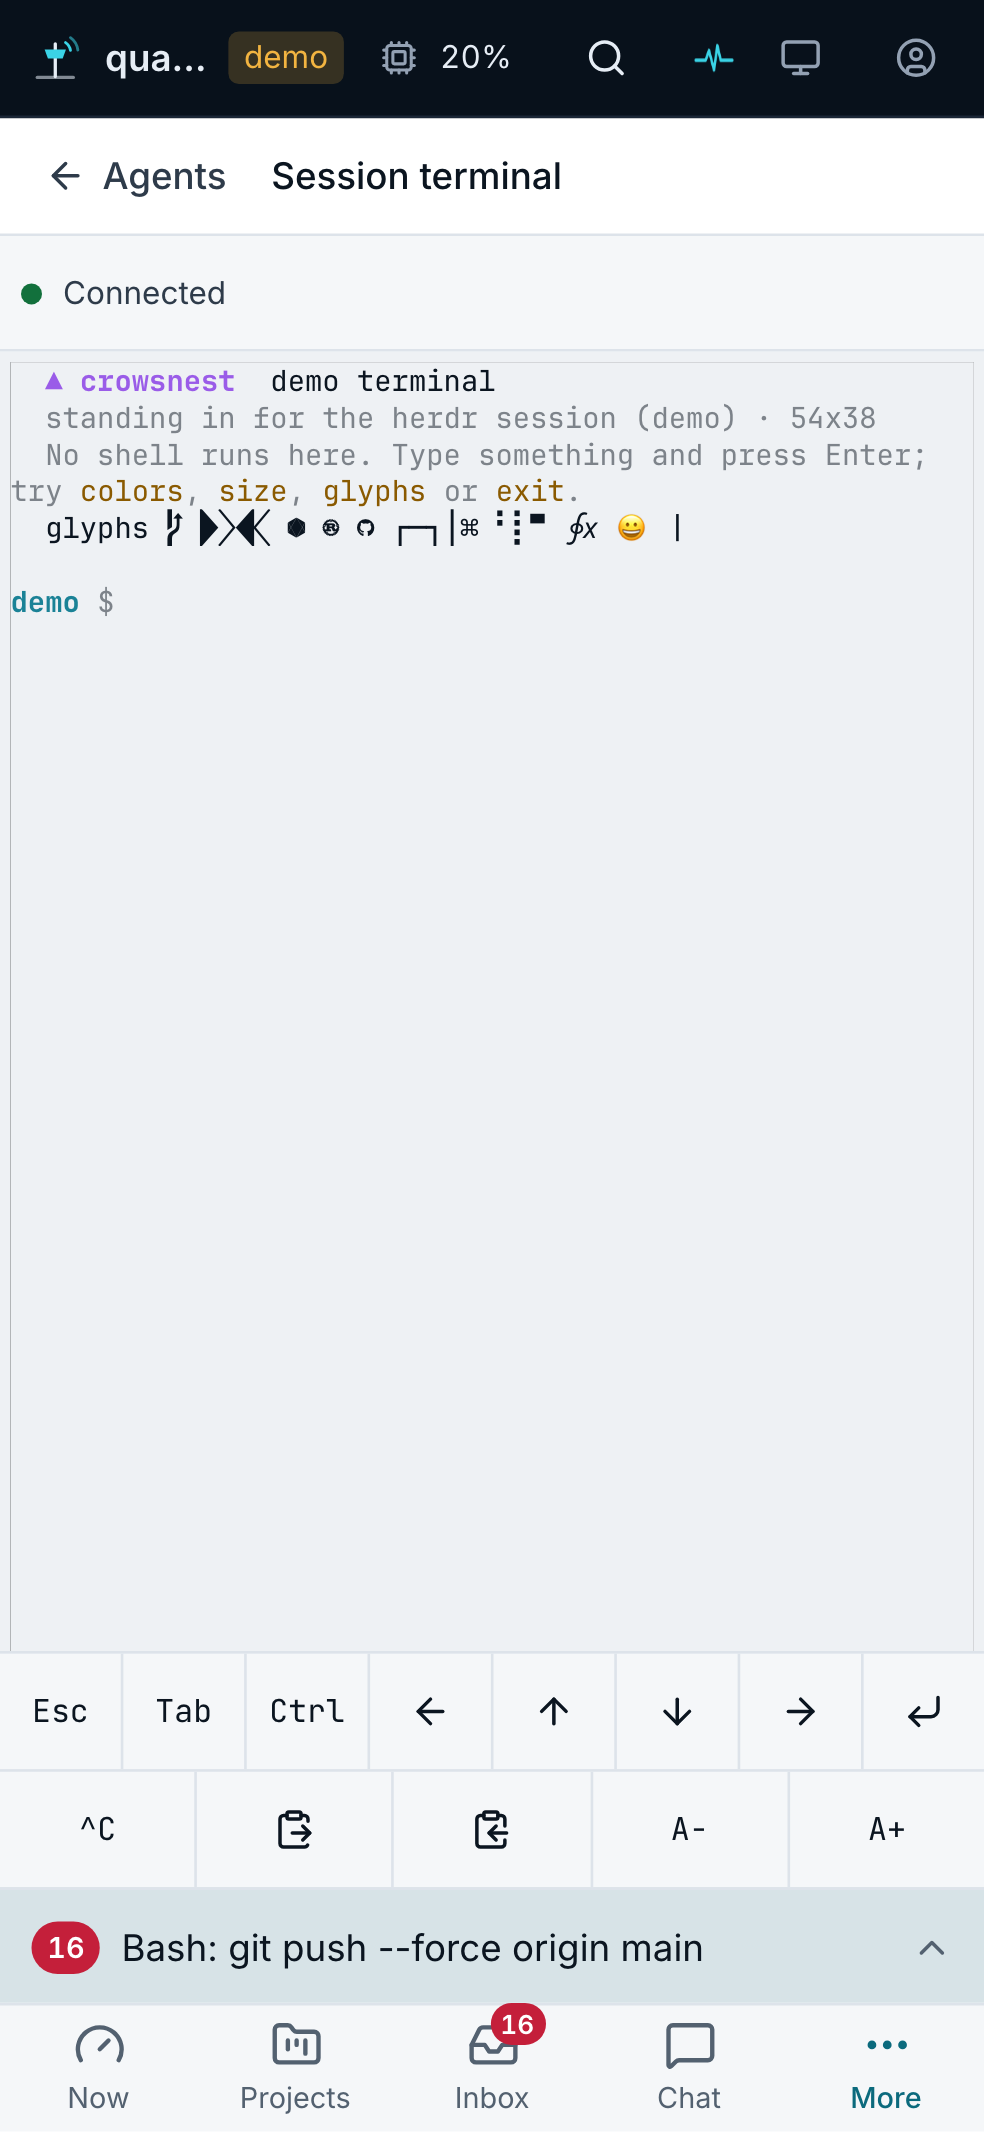 qua... demo 20%
Agents Session terminal
Connected
▲ crowsnest demo terminal
standing in for the herdr session (demo) · 54x38
No shell runs here. Type something and press Enter;
try colors, size, glyphs or exit.
glyphs
demo $
Esc Tab Ctrl ← ↑ ↓ → ↵
^C A- A+
16 Bash: git push --force origin main
16
Now Projects Inbox Chat More